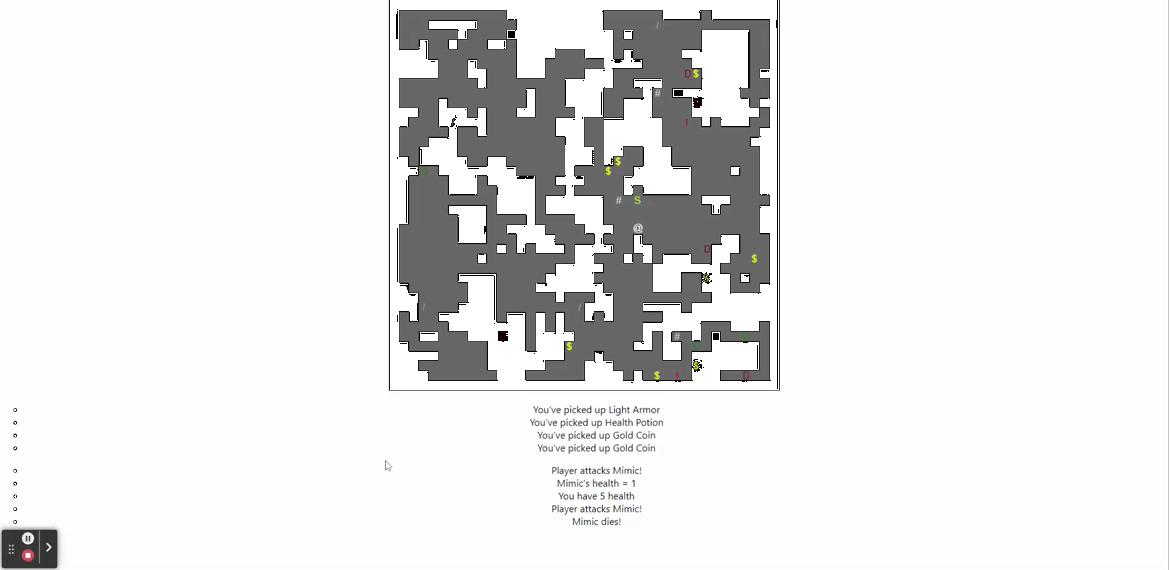 /
D $
#
!
$
$
S
# S
@
D
$
/ /
#
$
$ ! D
You've picked up Light Armor
You've picked up Health Potion
You've picked up Gold Coin
You've picked up Gold Coin
Player attacks Mimic!
Mimic's health = 1
You have 5 health
Player attacks Mimic!
Mimic dies!